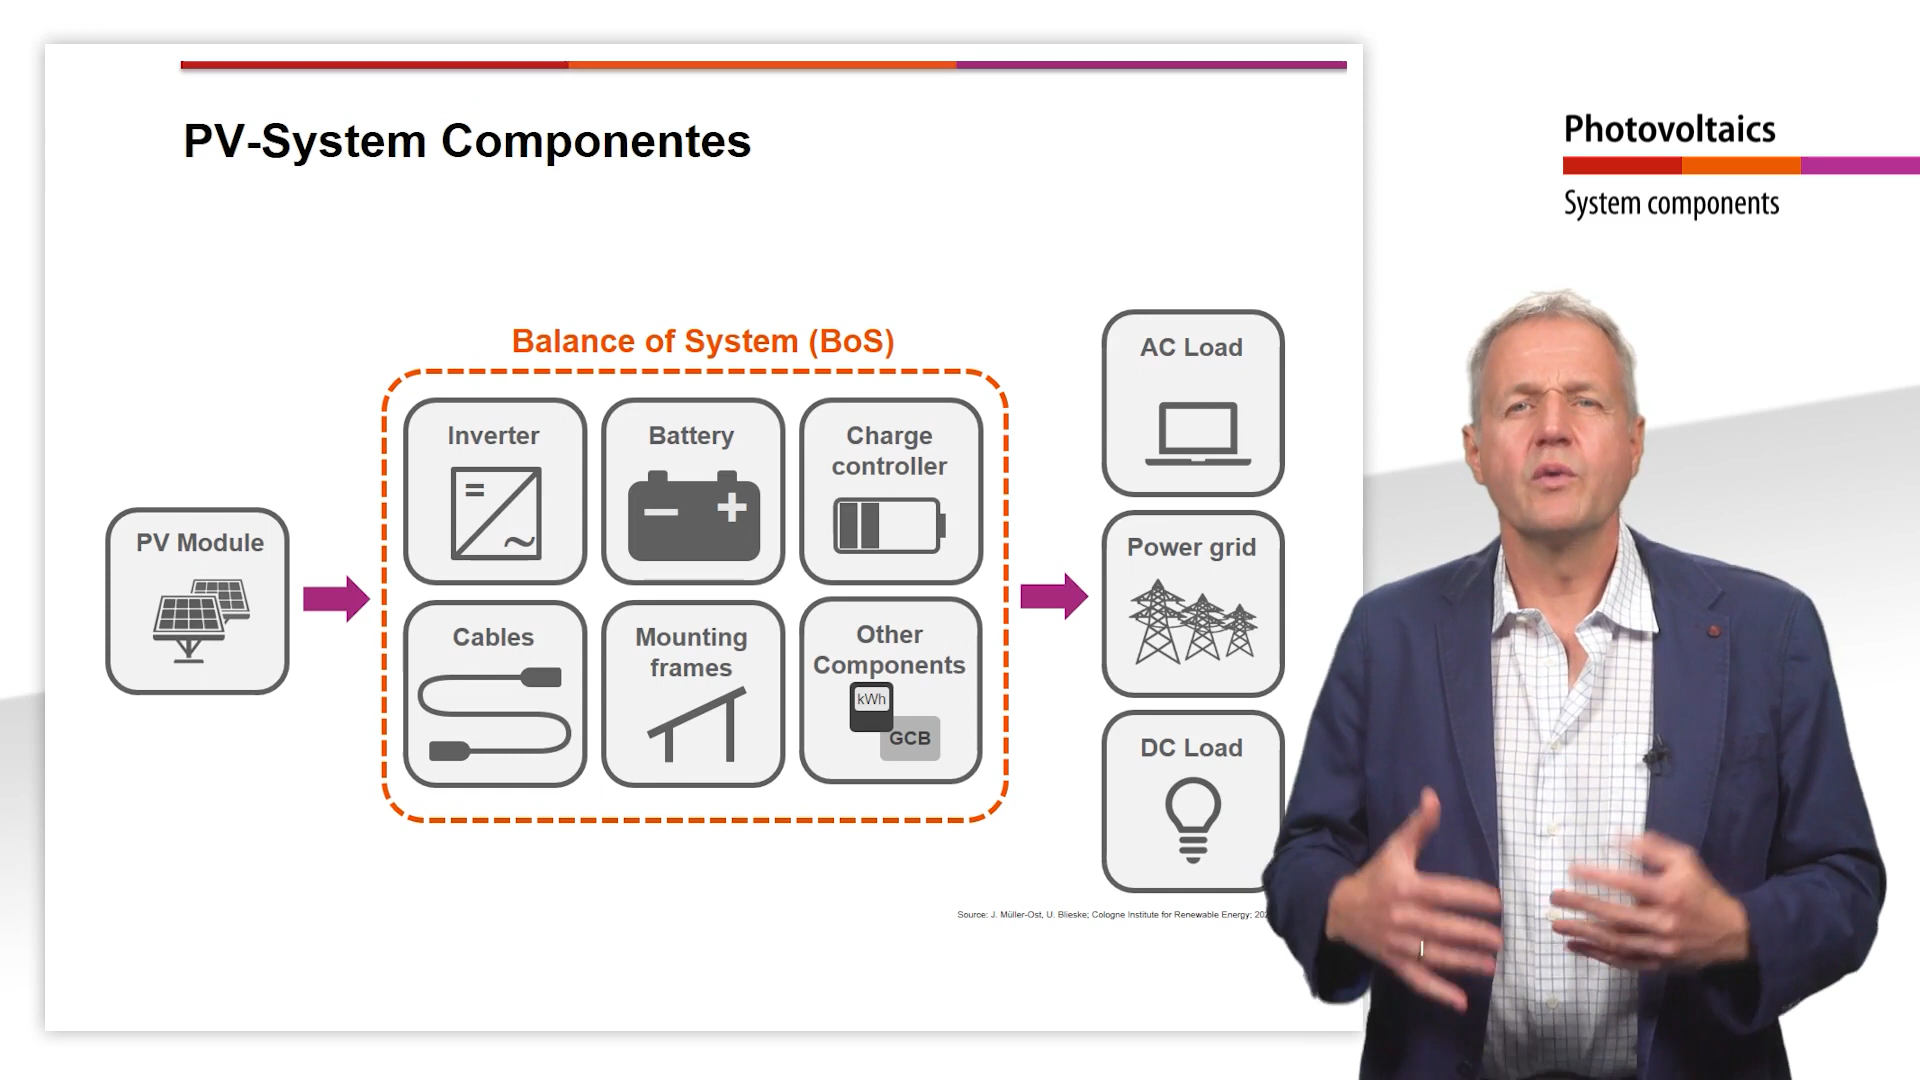 PV-System Componentes
Photovoltaics
System components
Balance of System (BoS)
PV Module
Inverter
Battery
Charge
controller
Cables
Mounting
frames
Other
Components
kWh
GCB
AC Load
Power grid
DC Load
Source: J. Müller-Ost, U. Blieske; Cologne Institute for Renewable Energy;